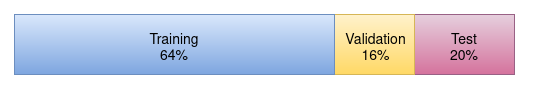 Training
64%
Validation
16%
Test
20%